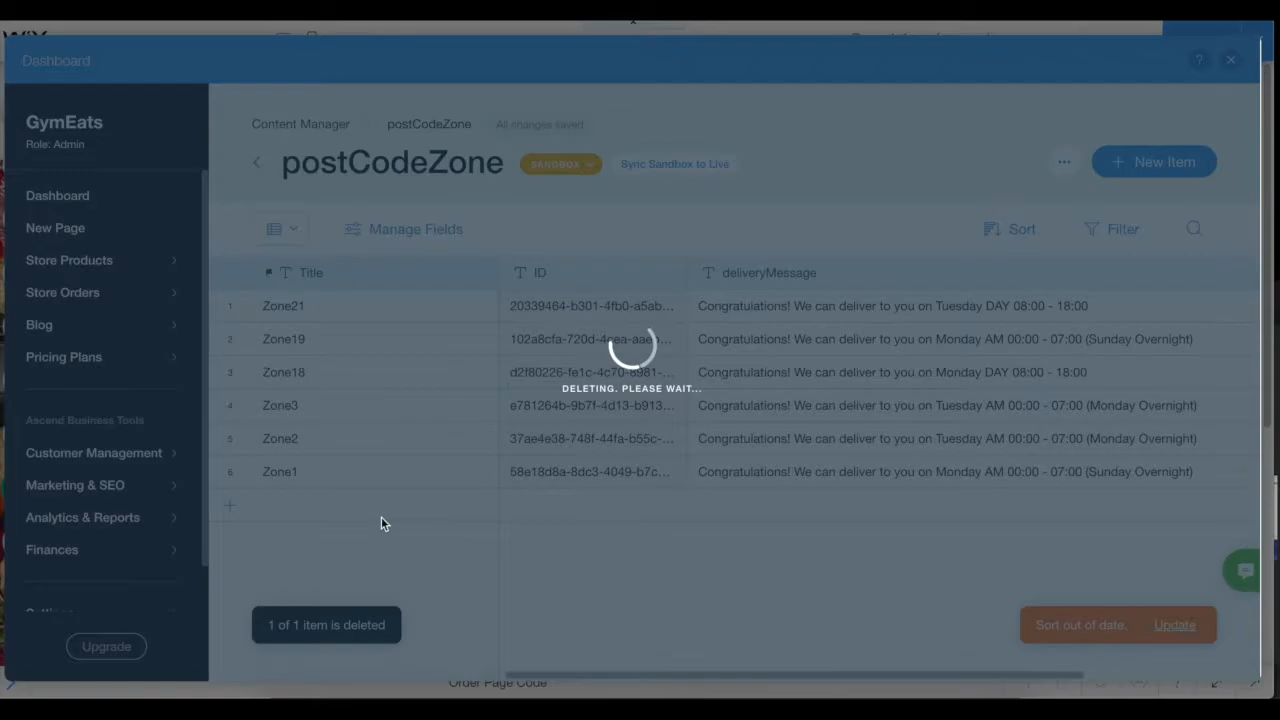 Dashboard
?
GymEats
Role: Admin
Dashboard
New Page
Store Products
Store Orders
Blog
Pricing Plans
Ascend Business Tools
Customer Management
Marketing & SEO
Analytics & Reports
Finances
Upgrade
Content Manager
postCodeZone
All changes saved
postCodeZone
SANDBOX
Sync Sandbox to Live
New Item
Manage Fields
Sort
Filter
Title ID deliveryMessage
1 Zone21 20339464-b301-4fb0-a5ab... Congratulations! We can deliver to you on Tuesday DAY 08:00 - 18:00
2 Zone19 102a8cfa-720d-4eea-aaeb... Congratulations! We can deliver to you on Monday AM 00:00 - 07:00 (Sunday Overnight)
3 Zone18 d2f80226-fe1c-4c70-8981-... Congratulations! We can deliver to you on Monday DAY 08:00 - 18:00
DELETING. PLEASE WAIT...
4 Zone3 e781264b-9b7f-4d13-b913... Congratulations! We can deliver to you on Tuesday AM 00:00 - 07:00 (Monday Overnight)
5 Zone2 37ae4e38-748f-44fa-b55c-... Congratulations! We can deliver to you on Tuesday AM 00:00 - 07:00 (Monday Overnight)
6 Zone1 58e18d8a-8dc3-4049-b7c... Congratulations! We can deliver to you on Monday AM 00:00 - 07:00 (Sunday Overnight)
1 of 1 item is deleted
Sort out of date. Update
Order Page Code